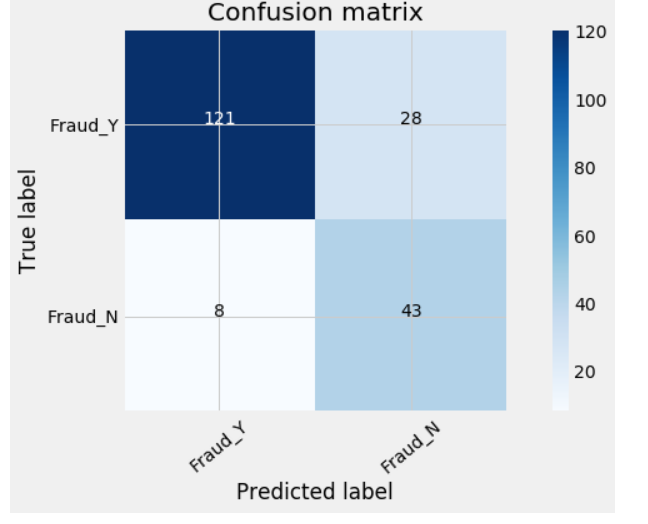 Confusion matrix
120
121
28
100
Fraud_Y
80
True label
60
40
8
43
Fraud_N
20
Fraud_Y
Fraud_N
Predicted label